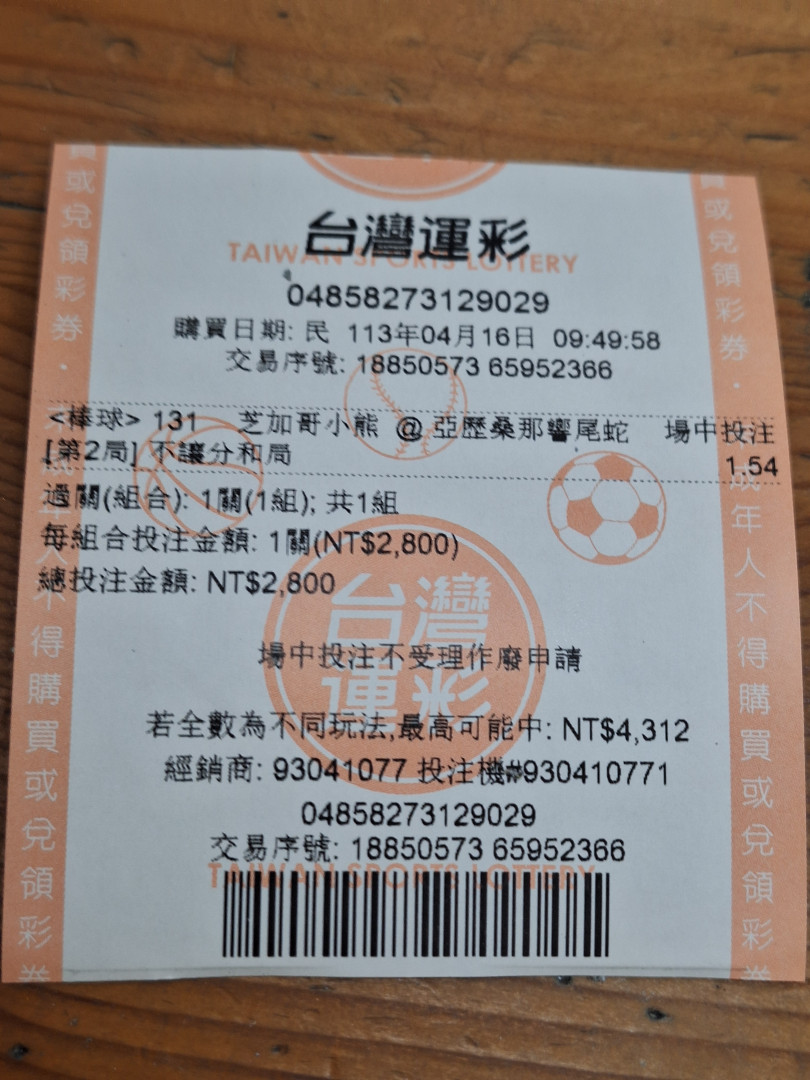 台灣運彩
TAIWAN SPORTS LOTTERY
04858273129029
購買日期: 民 113年04月16日 09:49:58
交易序號: 18850573 65952366
<棒球> 131 芝加哥小熊 @ 亞歷桑那響尾蛇 場中投注
[第2局] 不讓分和局 1.54
過關(組合): 1關(1組); 共1組
每組合投注金額: 1關(NT$2,800)
總投注金額: NT$2,800
台灣
運彩
場中投注不受理作廢申請
若全數為不同玩法,最高可能中: NT$4,312
經銷商: 93041077 投注機#930410771
04858273129029
交易序號: 18850573 65952366
TAIWAN SPORTS LOTTERY
買或兌領彩券·
人不得購買或兌領彩券
或兌領彩券·
成年人不得購買或兌領彩券